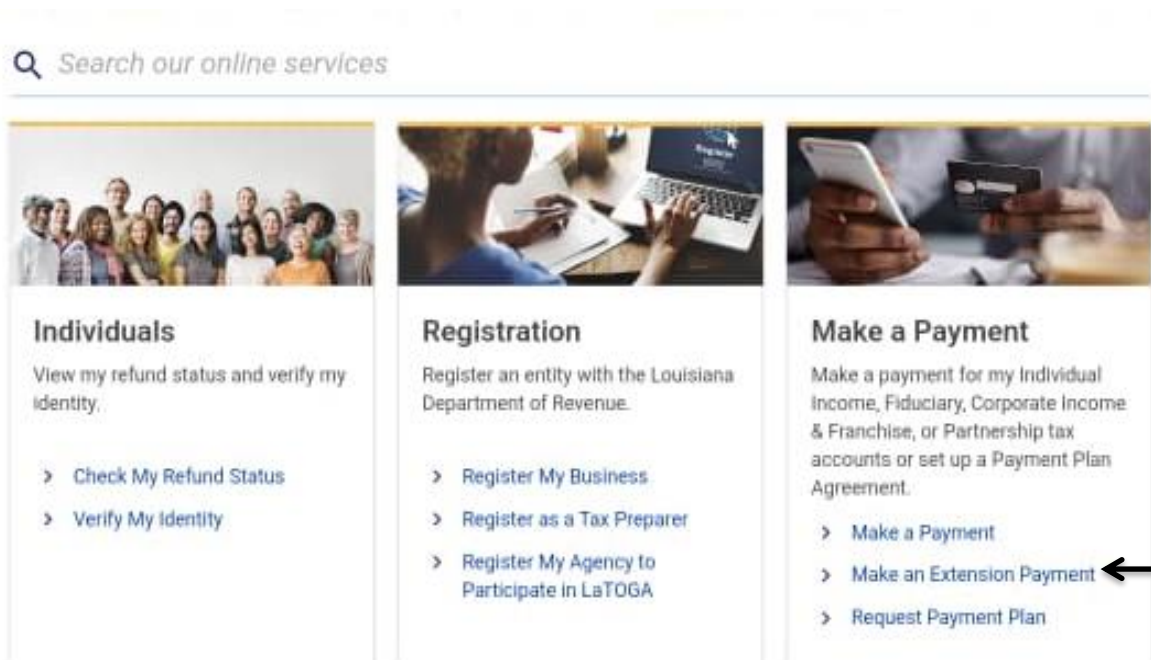 Search our online services
Register
Individuals
View my refund status and verify my
identity.
Check My Refund Status
Verify My Identity
Registration
Register an entity with the Louisiana
Department of Revenue.
Register My Business
Register as a Tax Preparer
Register My Agency to
Participate in LaTOGA
Make a Payment
Make a payment for my Individual
Income, Fiduciary, Corporate Income
& Franchise, or Partnership tax
accounts or set up a Payment Plan
Agreement.
Make a Payment
Make an Extension Payment
Request Payment Plan